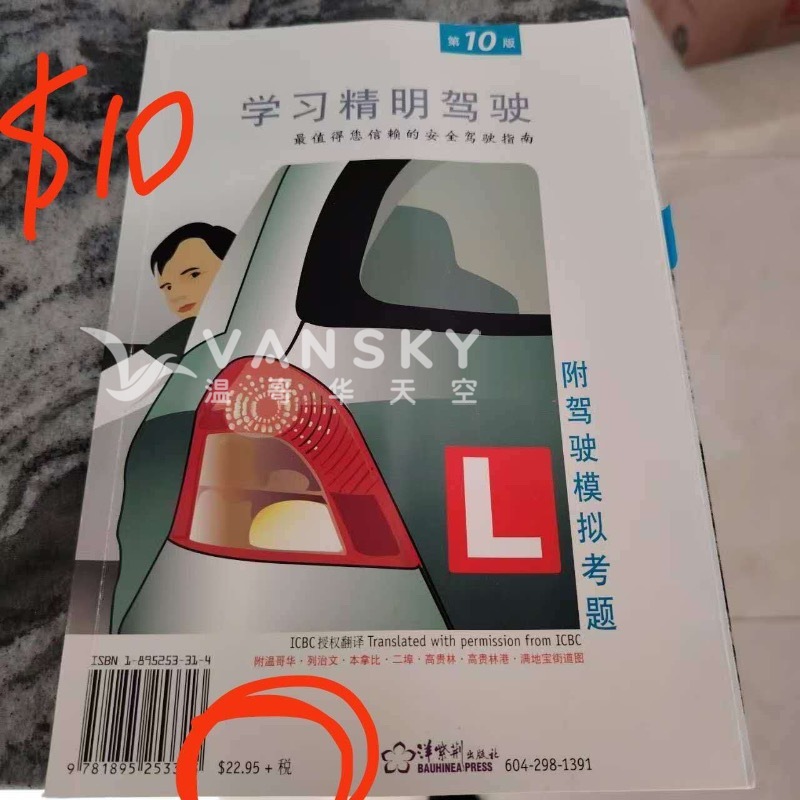 $10
第10版
学习精明驾驶
最值得您信赖的安全驾驶指南
VANSKY
温哥华天空
附驾驶模拟考题
L
ICBC授权翻译 Translated with permission from ICBC
附温哥华·列治文·本拿比·二埠·高贵林·高贵林港·满地宝街道图
ISBN 1-895253-31-4
9 781895 2533
$22.95 + 税
洋紫荆出版社
BAUHINEA PRESS
604-298-1391